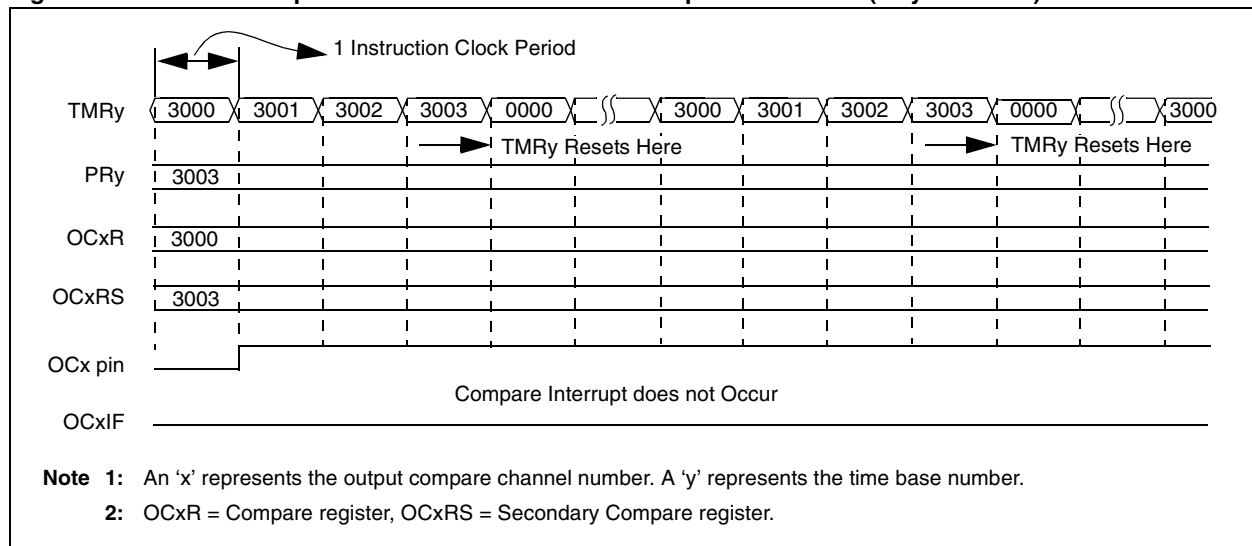 1 Instruction Clock Period
TMRy 3000 3001 3002 3003 0000 3000 3001 3002 3003 0000 3000
TMRy Resets Here TMRy Resets Here
PRy 3003
OCxR 3000
OCxRS 3003
OCx pin
Compare Interrupt does not Occur
OCxIF
Note 1: An ‘x’ represents the output compare channel number. A ‘y’ represents the time base number.
2: OCxR = Compare register, OCxRS = Secondary Compare register.